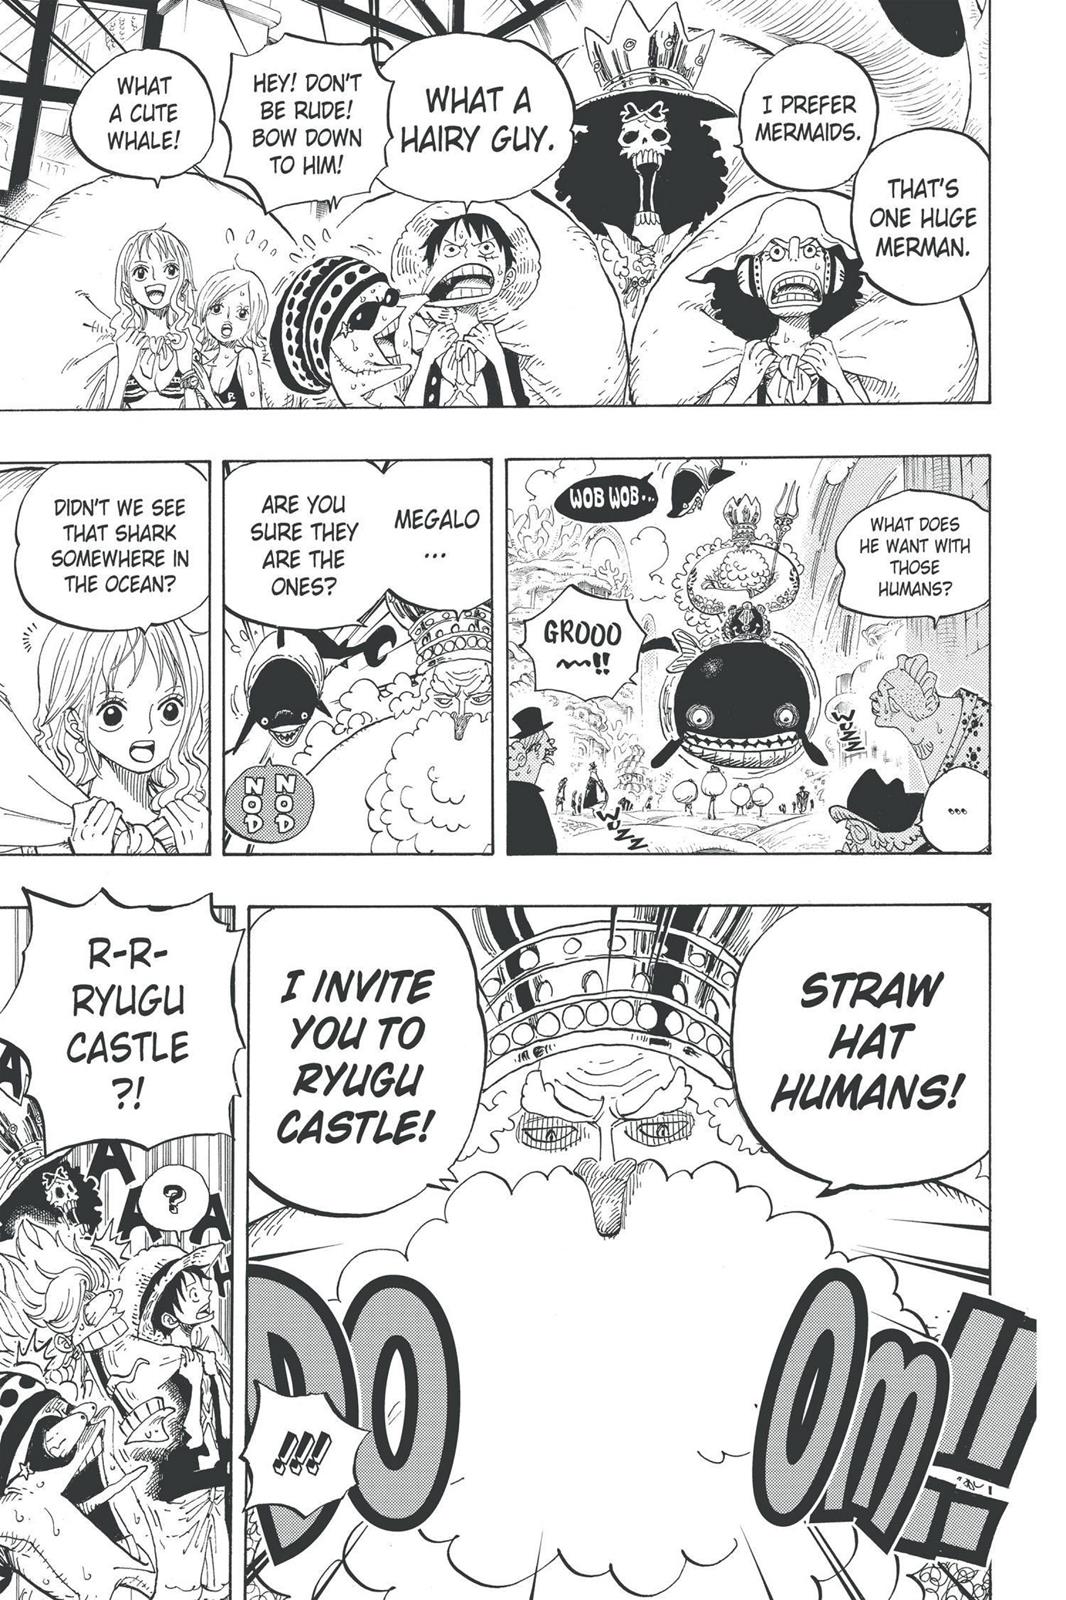 THAT'S
ONE HUGE
MERMAN.
I PREFER
MERMAIDS.
WHAT A
HAIRY GUY.
HEY! DON'T
BE RUDE!
BOW DOWN
TO HIM!
WHAT
A CUTE
WHALE!
WHAT DOES
HE WANT WITH
THOSE
HUMANS?
WOB WOB...
GROOO
~~!!
...
MEGALO
...
ARE YOU
SURE THEY
ARE THE
ONES?
NOD
NOD
DIDN'T WE SEE
THAT SHARK
SOMEWHERE IN
THE OCEAN?
STRAW
HAT
HUMANS!
I INVITE
YOU TO
RYUGU
CASTLE!
DOOM!!
!!!!
R-R-
RYUGU
CASTLE
?!
?
AAAAH